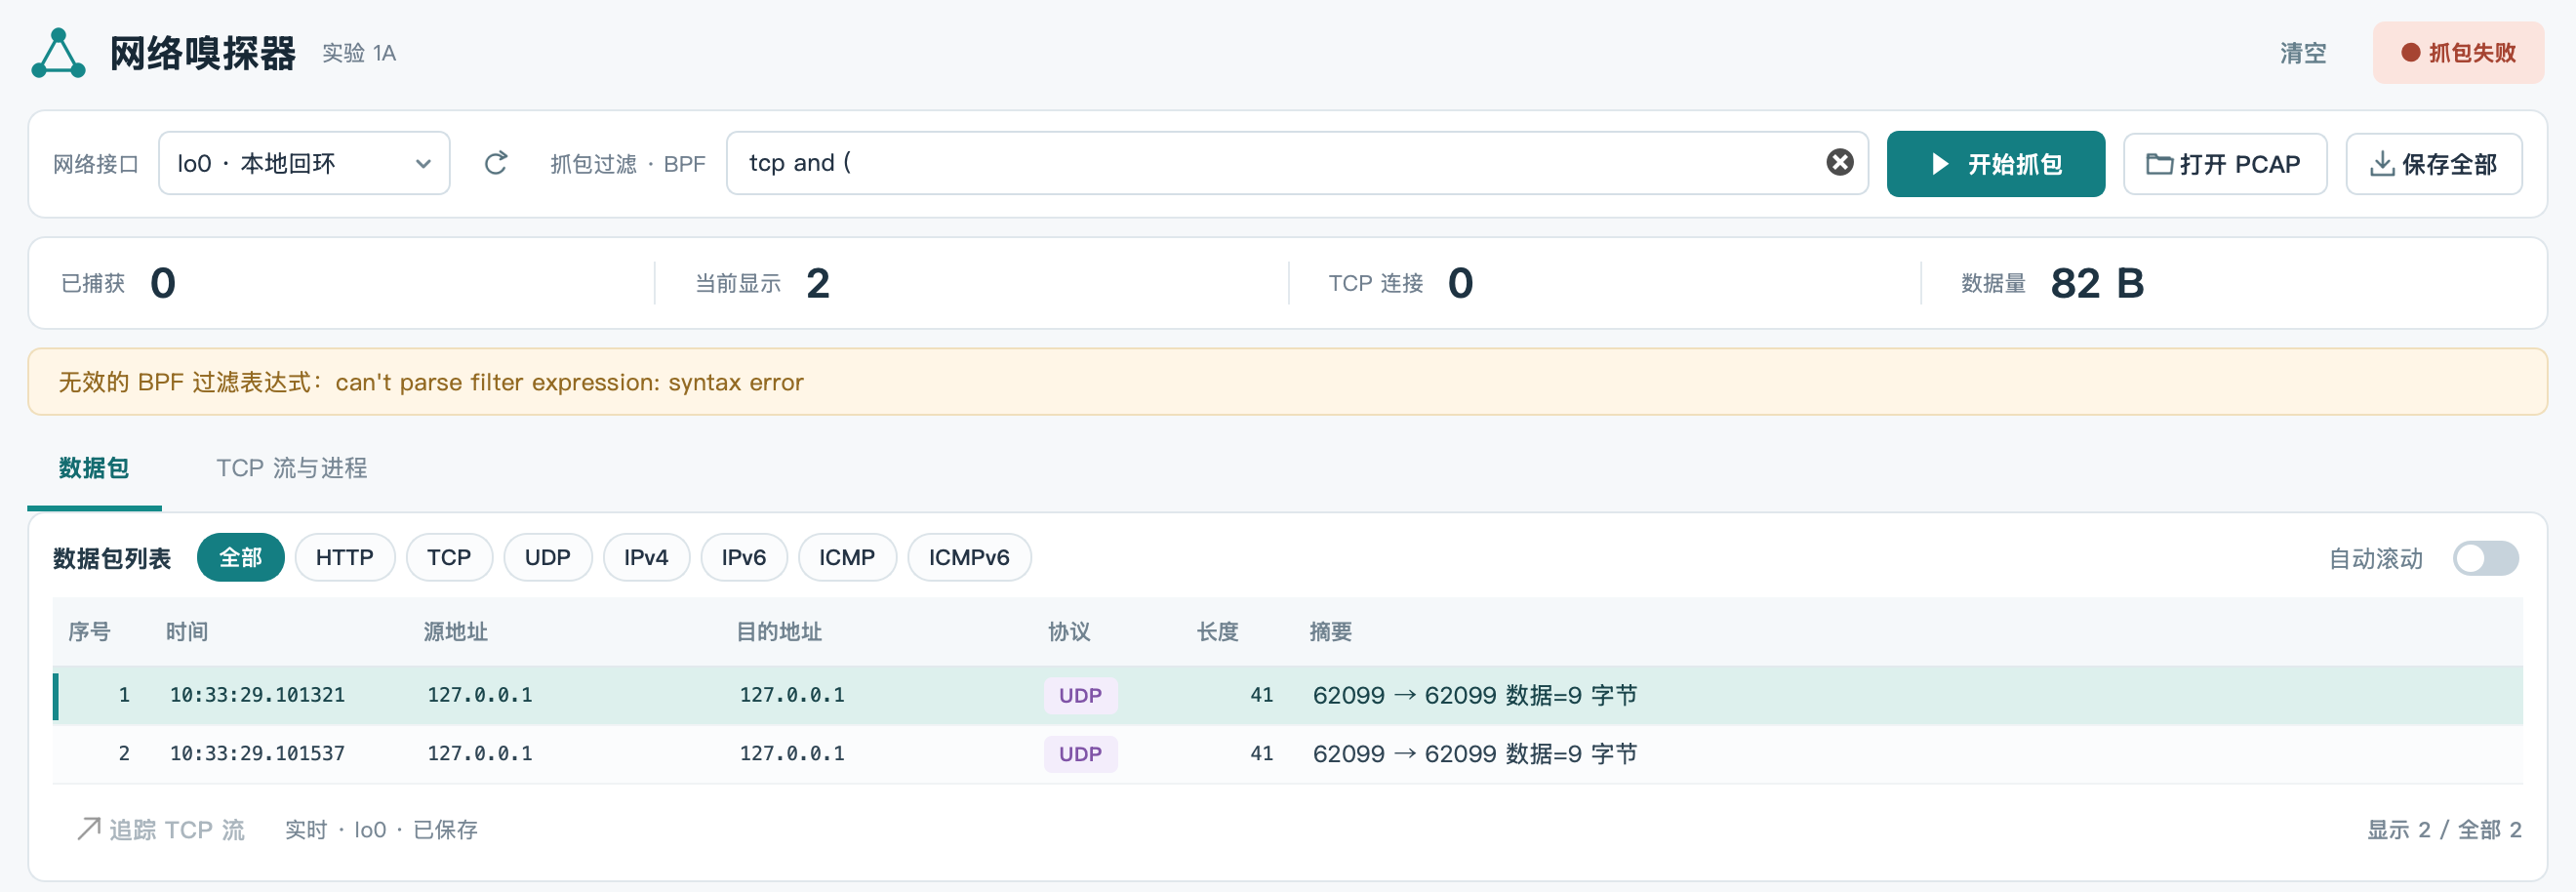 网络嗅探器 实验 1A 清空 抓包失败
网络接口 lo0 · 本地回环 抓包过滤 · BPF tcp and ( 开始抓包 打开 PCAP 保存全部
已捕获 0 当前显示 2 TCP 连接 0 数据量 82 B
无效的 BPF 过滤表达式：can't parse filter expression: syntax error
数据包 TCP 流与进程
数据包列表 全部 HTTP TCP UDP IPv4 IPv6 ICMP ICMPv6 自动滚动
序号 时间 源地址 目的地址 协议 长度 摘要
1 10:33:29.101321 127.0.0.1 127.0.0.1 UDP 41 62099 → 62099 数据=9 字节
2 10:33:29.101537 127.0.0.1 127.0.0.1 UDP 41 62099 → 62099 数据=9 字节
追踪 TCP 流 实时 · lo0 · 已保存 显示 2 / 全部 2